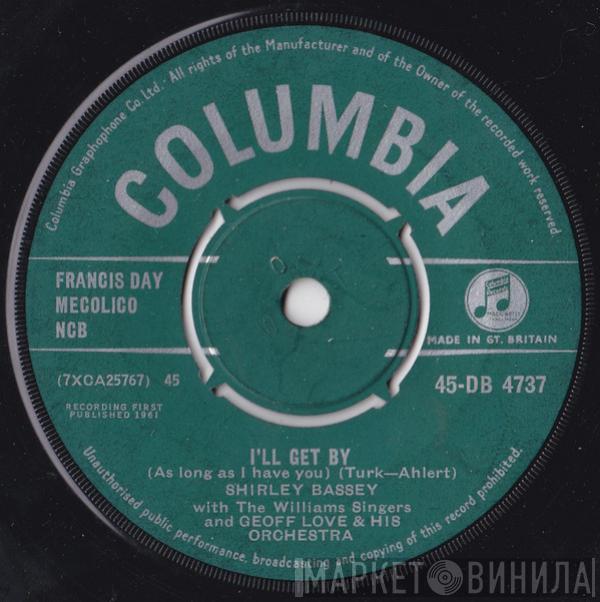 Columbia Graphophone Co. Ltd. · All rights of the Manufacturer and of the Owner of the recorded work reserved.
COLUMBIA
FRANCIS DAY
MECOLICO
NCB
MADE IN GT. BRITAIN
(7XCA25767) 45
45-DB 4737
RECORDING FIRST
PUBLISHED 1961
I'LL GET BY
(As long as I have you) (Turk—Ahlert)
SHIRLEY BASSEY
with The Williams Singers
and GEOFF LOVE & HIS
ORCHESTRA
Unauthorised public performance, broadcasting and copying of this record prohibited.
МАРКЕТ ВИНИЛА